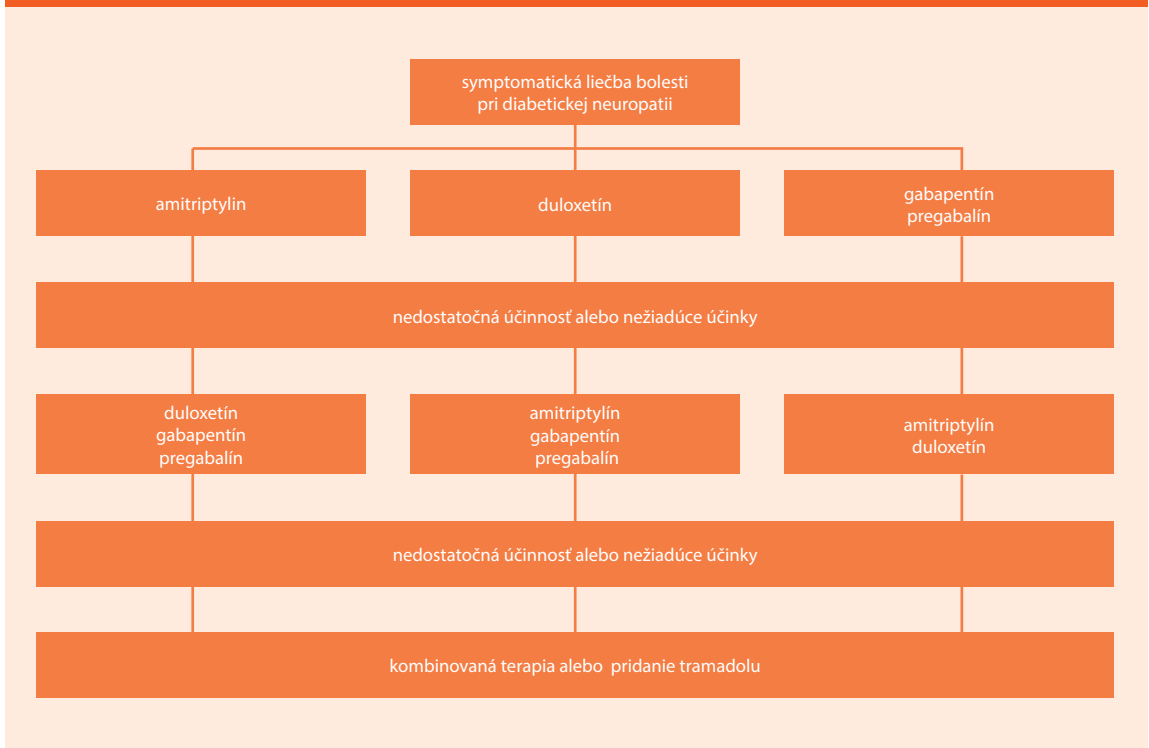 symptomatická liečba bolesti
pri diabetickej neuropatii
amitriptylin
duloxetín
gabapentín
pregabalín
nedostatočná účinnosť alebo nežiadúce účinky
duloxetín
gabapentín
pregabalín
amitriptylín
gabapentín
pregabalín
amitriptylín
duloxetín
nedostatočná účinnosť alebo nežiadúce účinky
kombinovaná terapia alebo pridanie tramadolu